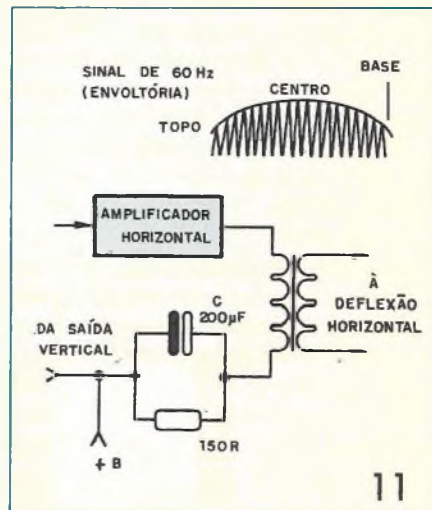 SINAL DE 60 Hz
(ENVOLTÓRIA)
BASE
CENTRO
TOPO
AMPLIFICADOR
HORIZONTAL
C
200µF
À
DEFLEXÃO
HORIZONTAL
DA SAÍDA
VERTICAL
150R
+ B
11